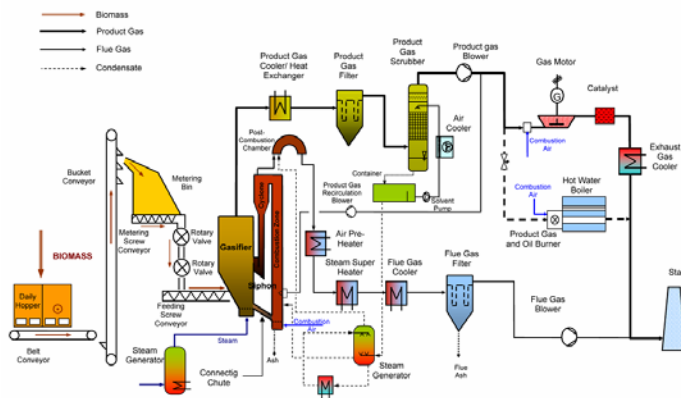 Biomass
Product Gas
Flue Gas
Condensate
Product Gas
Cooler/ Heat
Exchanger
Product
Gas Filter
Product
Gas
Scrubber
Product gas
Blower
Gas Motor
G
Catalyst
Post-
Combustion
Chamber
Air
Cooler
Combustion
Air
Exhaust
Gas
Cooler
Bucket
Conveyor
Metering
Bin
Container
Product Gas
Recirculation
Blower
Solvent
Pump
Combustion
Air
Hot Water
Boiler
Cyclone
Combustion Zone
Gasifier
Siphon
Metering
Screw
Conveyor
Rotary
Valve
Rotary
Valve
Air Pre-
Heater
Product Gas
and Oil Burner
BIOMASS
Steam Super
Heater
Flue Gas
Cooler
Flue Gas
Filter
Daily
Hopper
Feeding
Screw
Conveyor
Flue Gas
Blower
Sta
Belt
Conveyor
Steam
Generator
Steam
Combustion
Air
Connectig
Chute
Ash
Steam
Generator
Flue
Ash